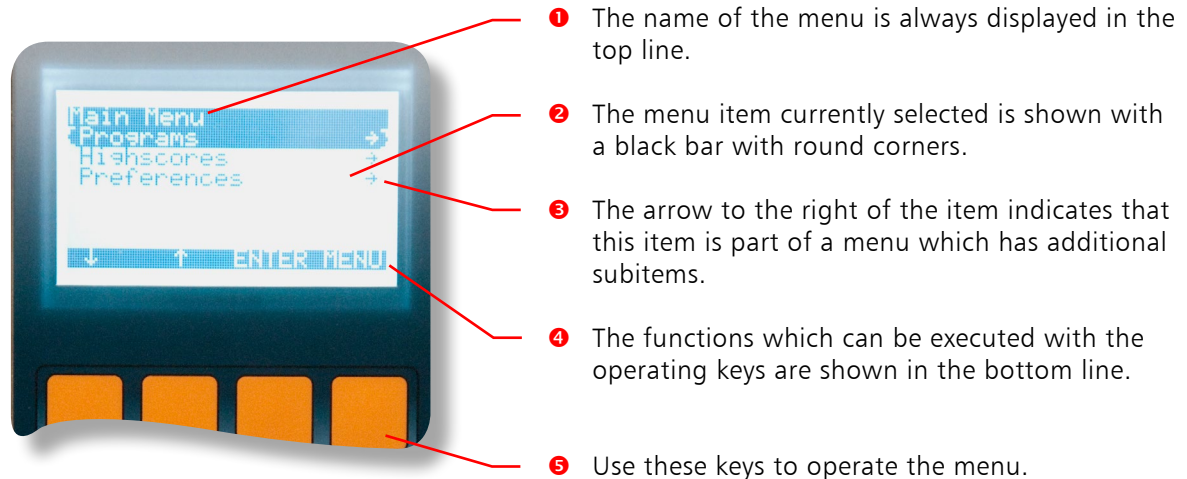 Main Menu
Programs →
Highscores →
Preferences →
↓ ↑ ENTER MENU
❶ The name of the menu is always displayed in the
top line.
❷ The menu item currently selected is shown with
a black bar with round corners.
❸ The arrow to the right of the item indicates that
this item is part of a menu which has additional
subitems.
❹ The functions which can be executed with the
operating keys are shown in the bottom line.
❺ Use these keys to operate the menu.